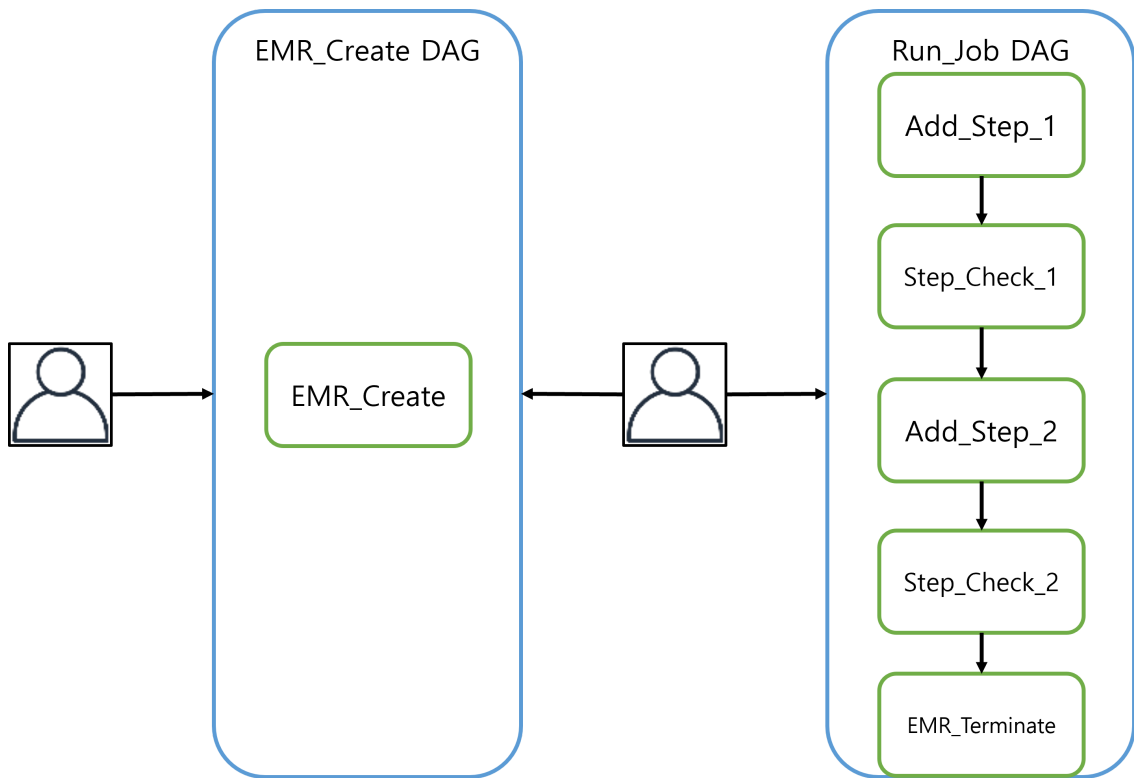 EMR_Create DAG
EMR_Create
Run_Job DAG
Add_Step_1
Step_Check_1
Add_Step_2
Step_Check_2
EMR_Terminate